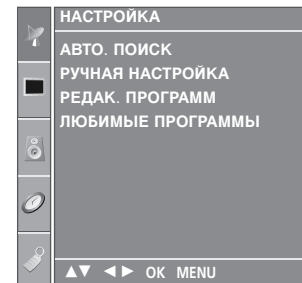 НАСТРОЙКА
АВТО. ПОИСК
РУЧНАЯ НАСТРОЙКА
РЕДАК. ПРОГРАММ
ЛЮБИМЫЕ ПРОГРАММЫ
▲▼ ◄► OK MENU